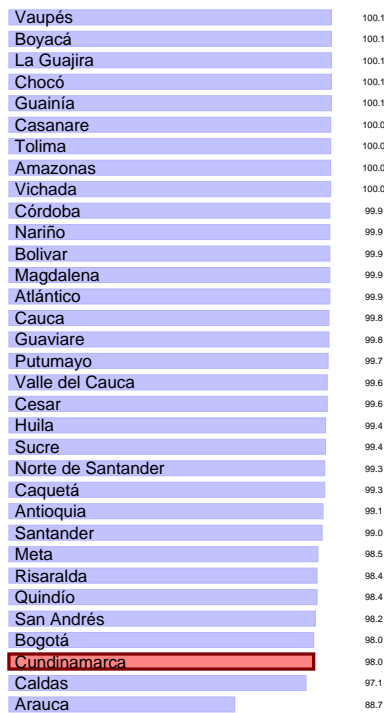 Vaupés 100.1
Boyacá 100.1
La Guajira 100.1
Chocó 100.1
Guainía 100.1
Casanare 100.0
Tolima 100.0
Amazonas 100.0
Vichada 100.0
Córdoba 99.9
Nariño 99.9
Bolivar 99.9
Magdalena 99.9
Atlántico 99.9
Cauca 99.8
Guaviare 99.8
Putumayo 99.7
Valle del Cauca 99.6
Cesar 99.6
Huila 99.4
Sucre 99.4
Norte de Santander 99.3
Caquetá 99.3
Antioquia 99.1
Santander 99.0
Meta 98.5
Risaralda 98.4
Quindío 98.4
San Andrés 98.2
Bogotá 98.0
Cundinamarca 98.0
Caldas 97.1
Arauca 88.7